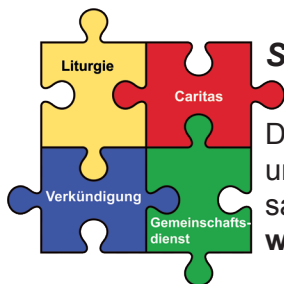 Liturgie
Caritas
Verkündigung
Gemeinschafts-
dienst